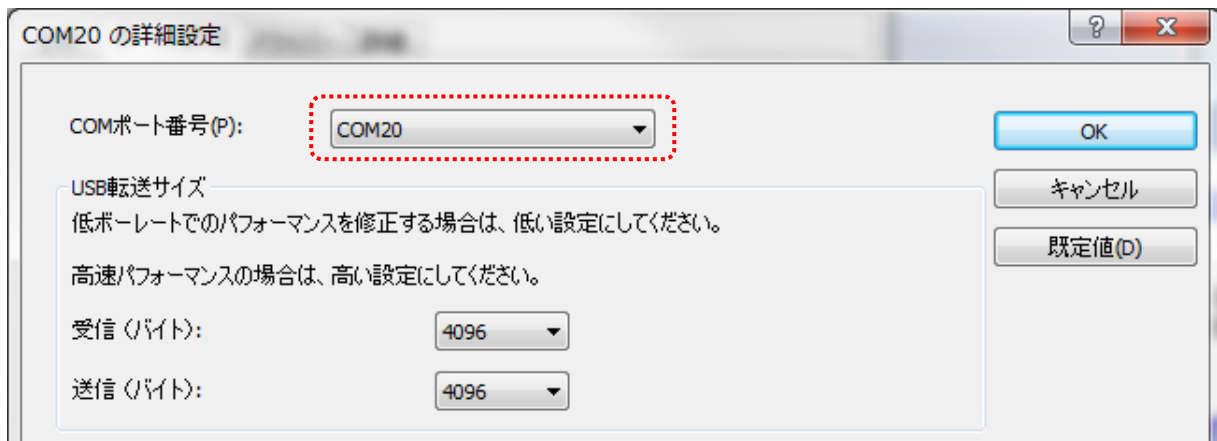 COM20 の詳細設定
COMポート番号(P):
COM20
OK
USB転送サイズ
キャンセル
低ボーレートでのパフォーマンスを修正する場合は、低い設定にしてください。
既定値(D)
高速パフォーマンスの場合は、高い設定にしてください。
受信 (バイト):
4096
送信 (バイト):
4096